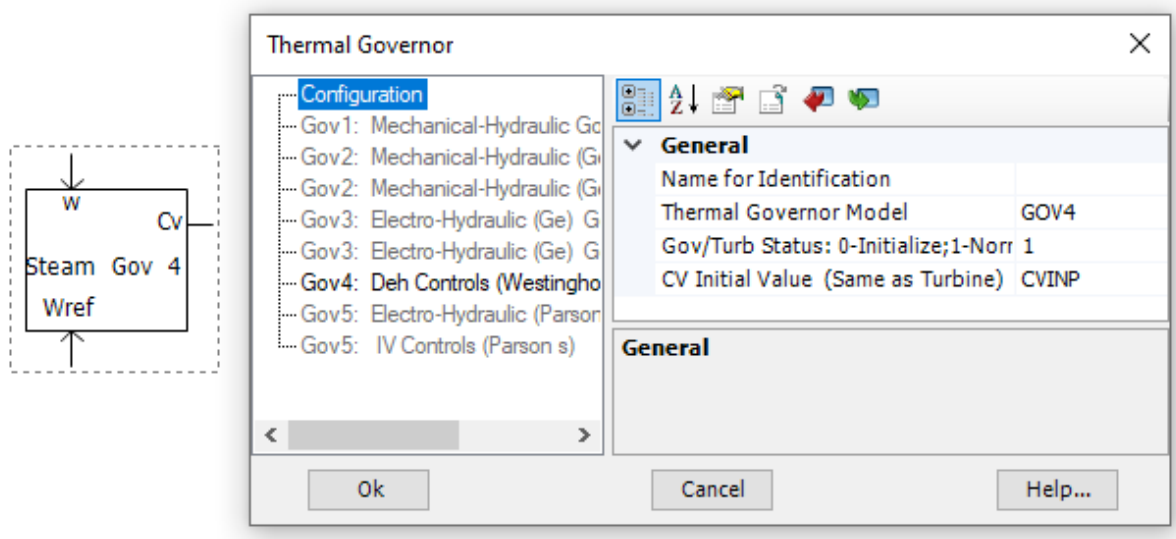 w
Cv
Steam Gov 4
Wref
Thermal Governor
Configuration
Gov1: Mechanical-Hydraulic Go
Gov2: Mechanical-Hydraulic (G
Gov2: Mechanical-Hydraulic (G
Gov3: Electro-Hydraulic (Ge) G
Gov3: Electro-Hydraulic (Ge) G
Gov4: Deh Controls (Westingho
Gov5: Electro-Hydraulic (Parson
Gov5: IV Controls (Parson s)
General
Name for Identification
Thermal Governor Model GOV4
Gov/Turb Status: 0-Initialize;1-Norr 1
CV Initial Value (Same as Turbine) CVINP
General
Ok Cancel Help...